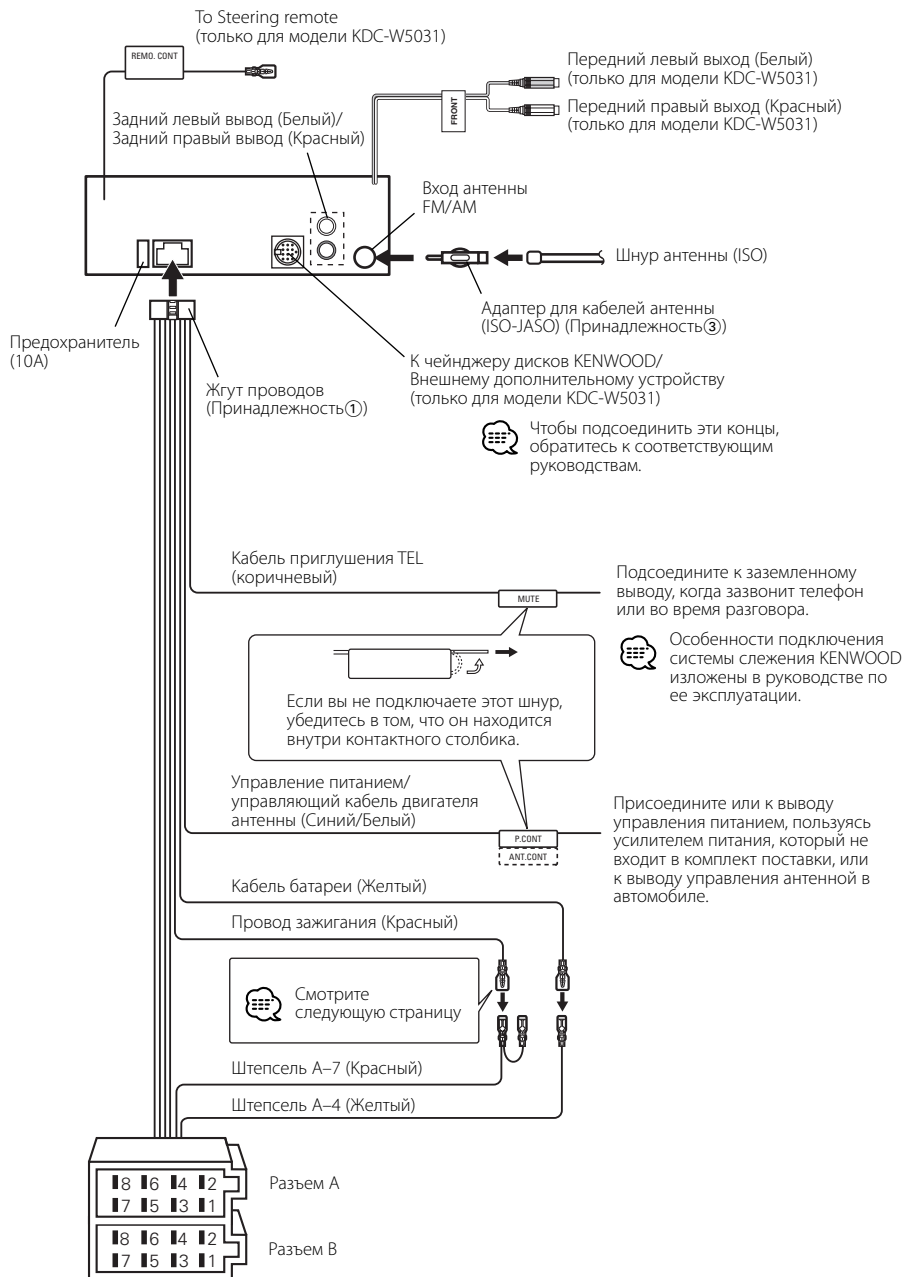 To Steering remote
(только для модели KDC-W5031)
REMO. CONT
Передний левый выход (Белый)
(только для модели KDC-W5031)
FRONT
Передний правый выход (Красный)
(только для модели KDC-W5031)
Задний левый вывод (Белый)/
Задний правый вывод (Красный)
Вход антенны
FM/AM
Шнур антенны (ISO)
Адаптер для кабелей антенны
(ISO-JASO) (Принадлежность③)
Предохранитель
(10A)
К чейнджеру дисков KENWOOD/
Внешнему дополнительному устройству
(только для модели KDC-W5031)
Жгут проводов
(Принадлежность①)
Чтобы подсоединить эти концы,
обратитесь к соответствующим
руководствам.
Кабель приглушения TEL
(коричневый)
MUTE
Подсоедините к заземленному
выводу, когда зазвонит телефон
или во время разговора.
Особенности подключения
системы слежения KENWOOD
изложены в руководстве по
ее эксплуатации.
Если вы не подключаете этот шнур,
убедитесь в том, что он находится
внутри контактного столбика.
Управление питанием/
управляющий кабель двигателя
антенны (Синий/Белый)
P.CONT
ANT.CONT
Присоедините или к выводу
управления питанием, пользуясь
усилителем питания, который не
входит в комплект поставки, или
к выводу управления антенной в
автомобиле.
Кабель батареи (Желтый)
Провод зажигания (Красный)
Смотрите
следующую страницу
Штепсель A–7 (Красный)
Штепсель A–4 (Желтый)
8 6 4 2
7 5 3 1
Разъем A
8 6 4 2
7 5 3 1
Разъем B